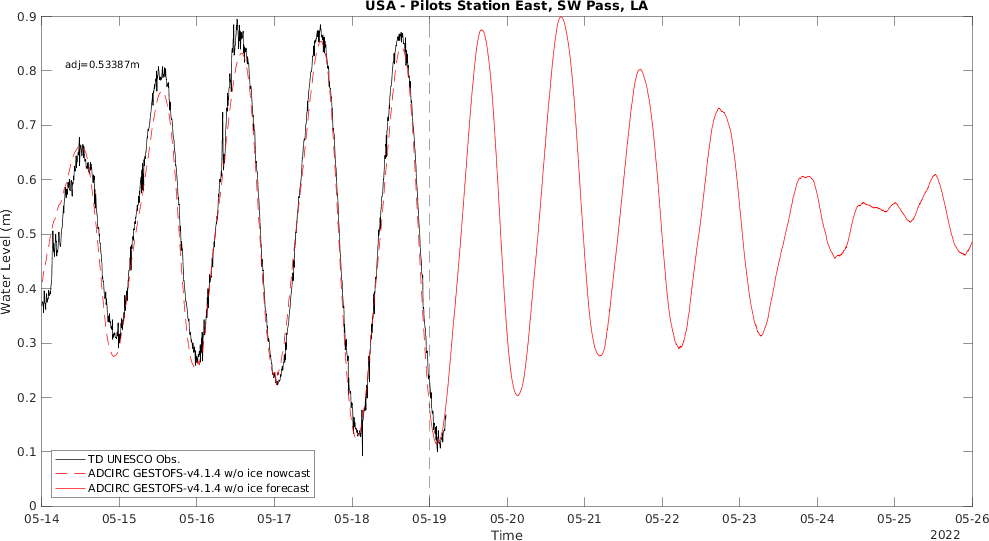 USA - Pilots Station East, SW Pass, LA
0.9
adj=0.53387m
0.8
0.7
0.6
0.5
0.4
0.3
0.2
0.1
0
Water Level (m)
TD UNESCO Obs.
ADCIRC GESTOFS-v4.1.4 w/o ice nowcast
ADCIRC GESTOFS-v4.1.4 w/o ice forecast
05-14 05-15 05-16 05-17 05-18 05-19 05-20 05-21 05-22 05-23 05-24 05-25 05-26
Time
2022